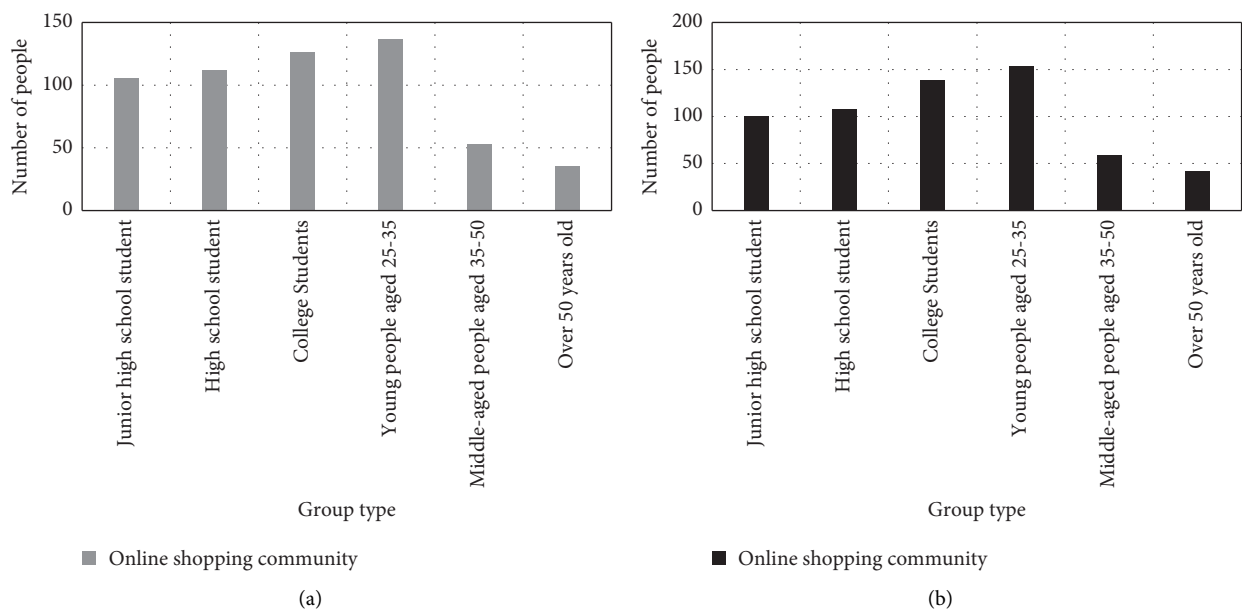 Number of people
150
100
50
0
Junior high school student
High school student
College Students
Young people aged 25-35
Middle-aged people aged 35-50
Over 50 years old
Group type
Online shopping community
(a)
Number of people
200
150
100
50
0
Junior high school student
High school student
College Students
Young people aged 25-35
Middle-aged people aged 35-50
Over 50 years old
Group type
Online shopping community
(b)